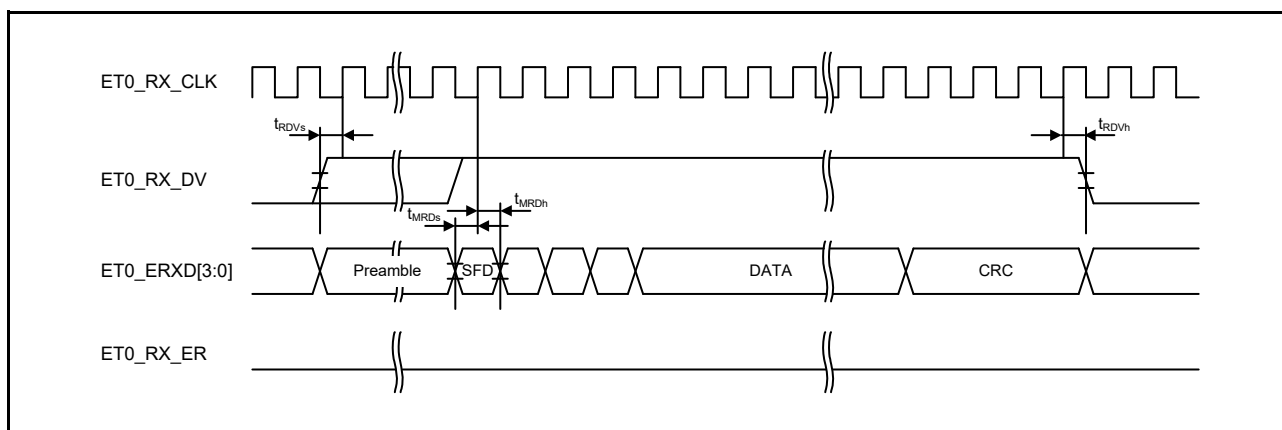 ET0_RX_CLK
tRDVs
tRDVh
ET0_RX_DV
tMRDs
tMRDh
ET0_ERXD[3:0]
Preamble
SFD
DATA
CRC
ET0_RX_ER